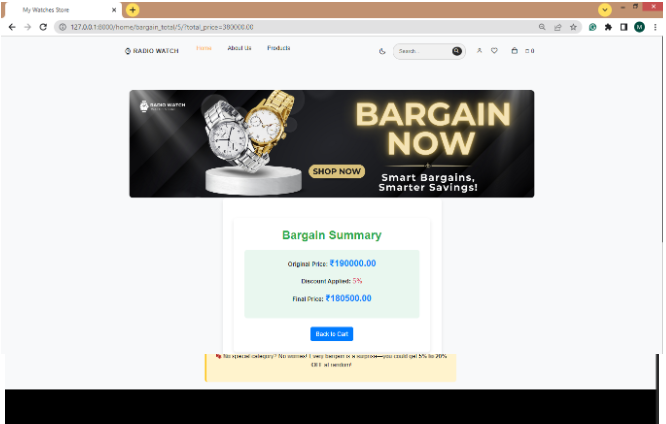 My Watches Store
127.0.0.1:8000/home/bargain_total/5/?total_price=380000.00
RADIO WATCH Home About Us Products Search... 0
RADIO WATCH
BARGAIN
NOW
SHOP NOW
Smart Bargains,
Smarter Savings!
Bargain Summary
Original Price: ₹190000.00
Discount Applied: 5%
Final Price: ₹180500.00
Back to Cart
No special category? No worries! Every bargain is a surprise—you could get 5% to 20%
OFF at random!